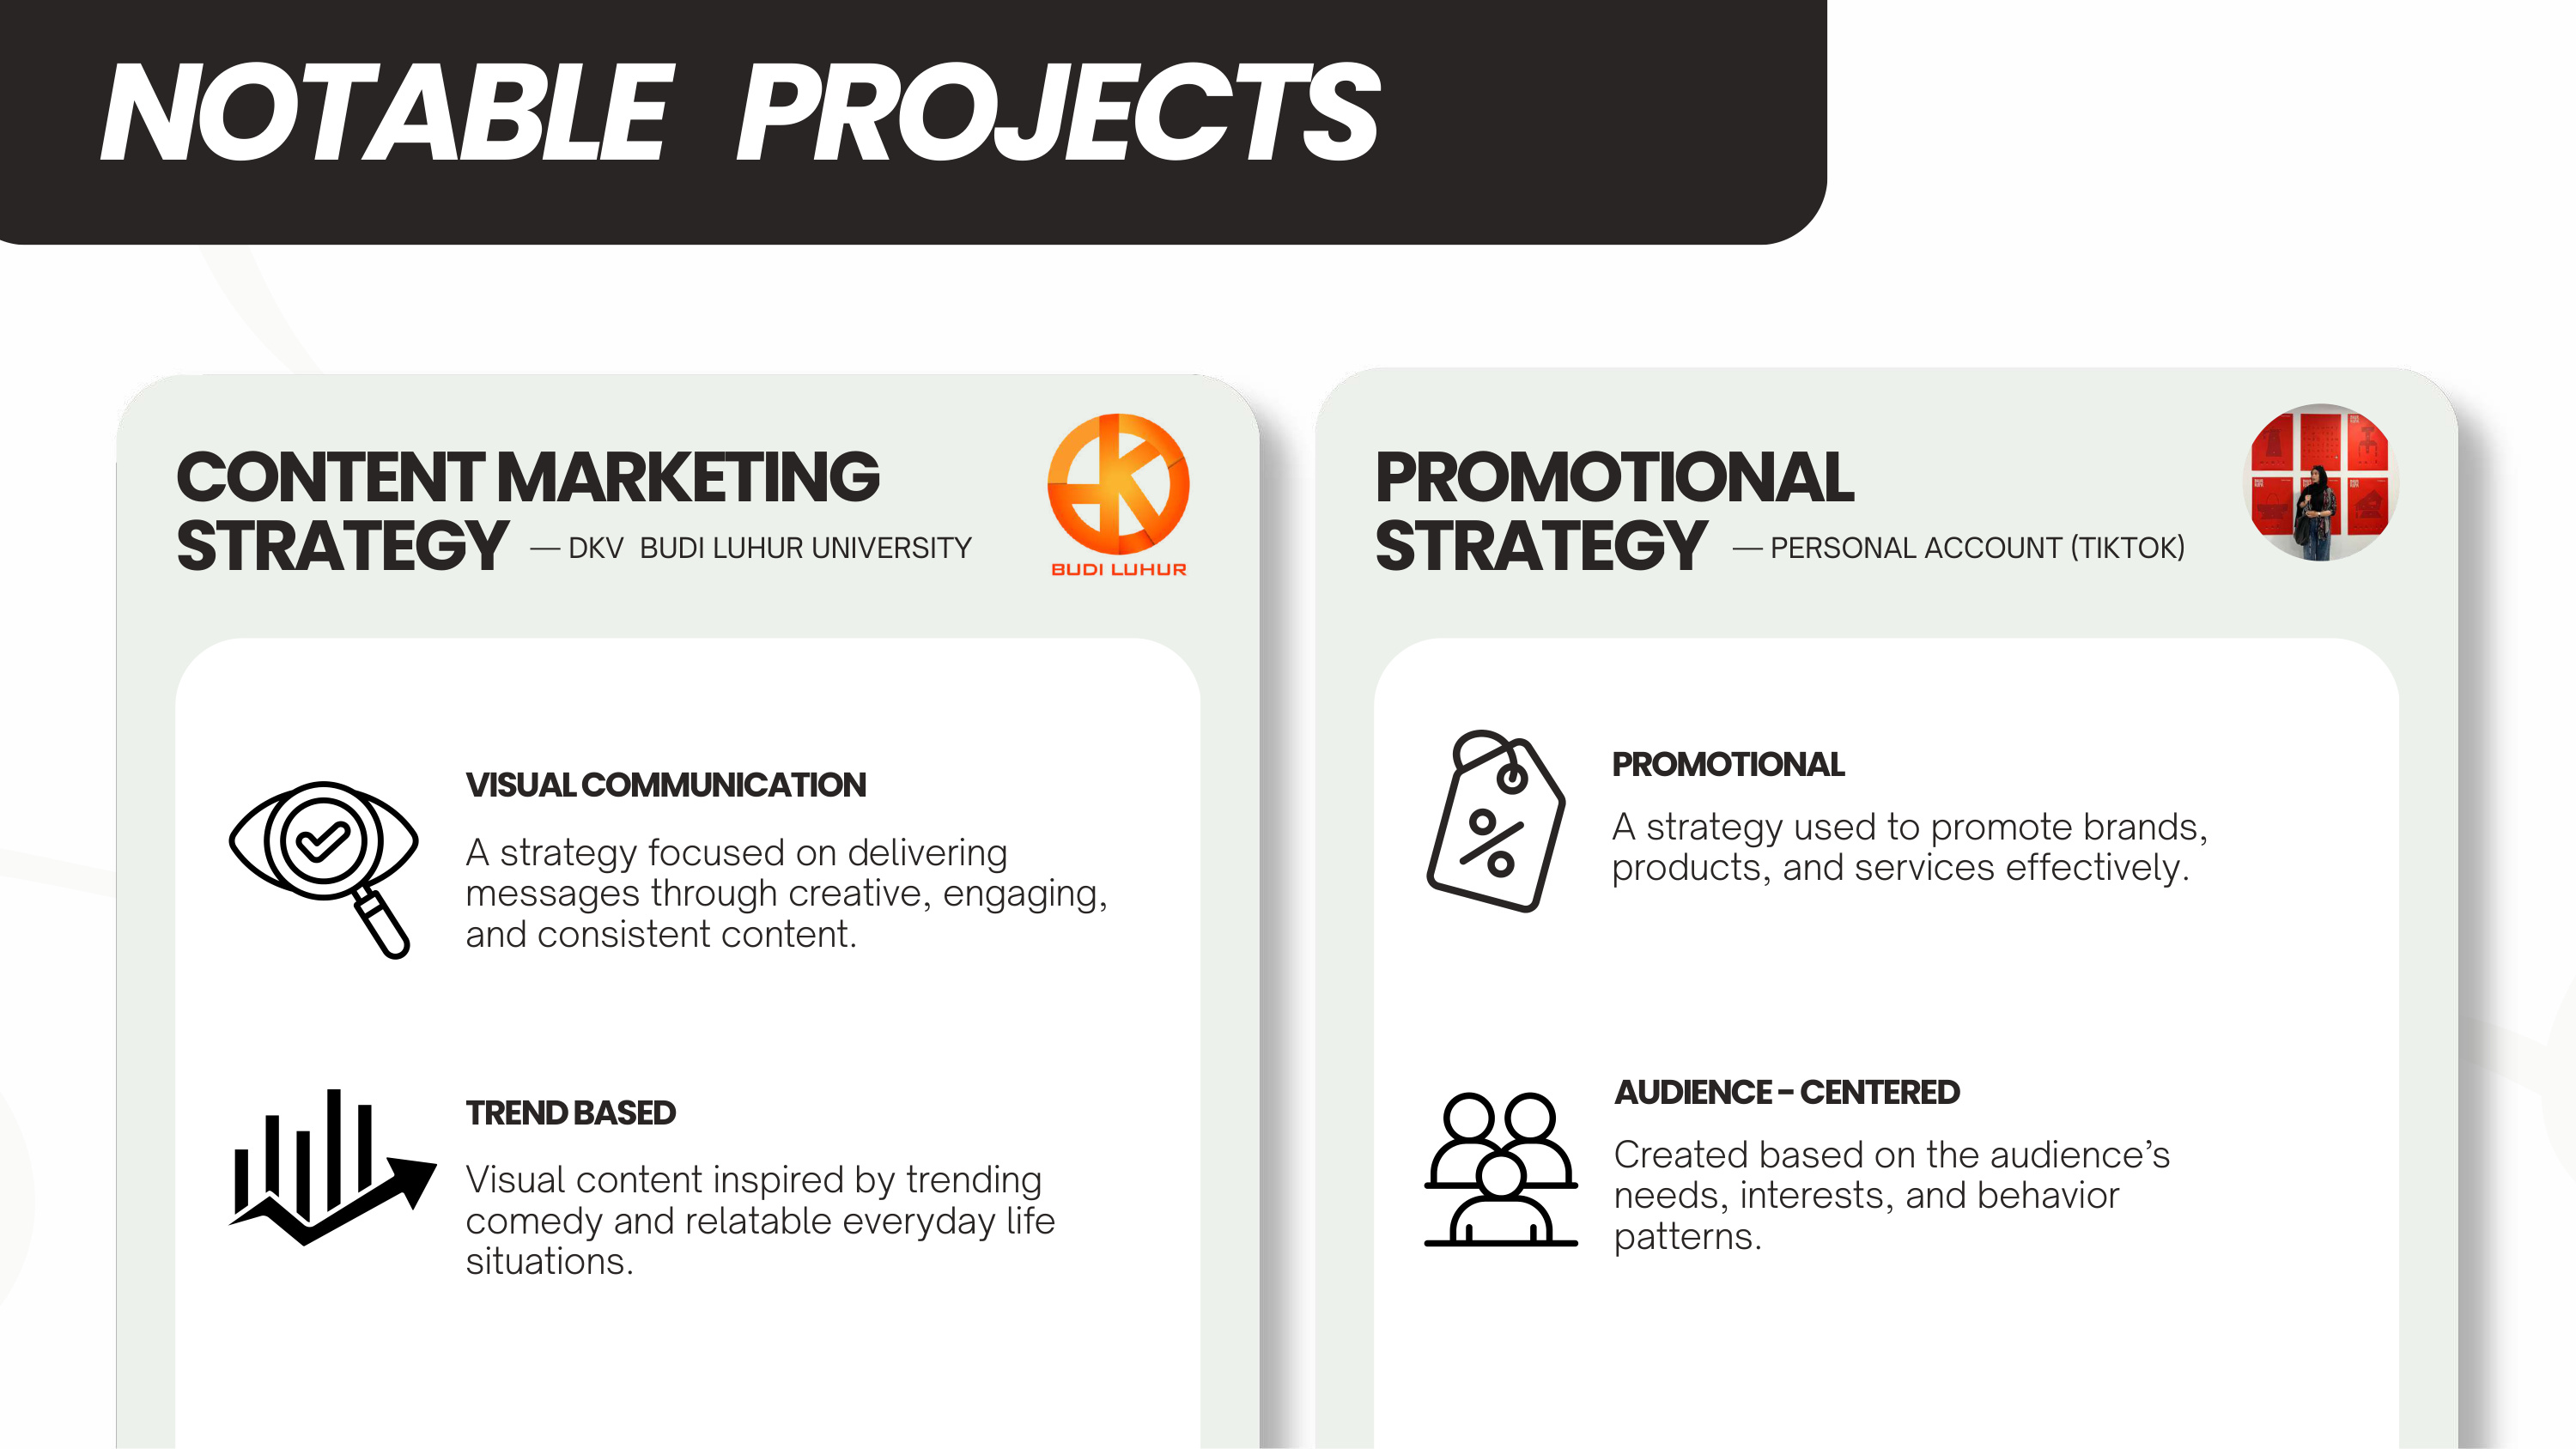 NOTABLE PROJECTS
CONTENT MARKETING
STRATEGY — DKV BUDI LUHUR UNIVERSITY
BUDI LUHUR
VISUAL COMMUNICATION
A strategy focused on delivering
messages through creative, engaging,
and consistent content.
TREND BASED
Visual content inspired by trending
comedy and relatable everyday life
situations.
PROMOTIONAL
STRATEGY — PERSONAL ACCOUNT (TIKTOK)
PROMOTIONAL
A strategy used to promote brands,
products, and services effectively.
AUDIENCE - CENTERED
Created based on the audience’s
needs, interests, and behavior
patterns.